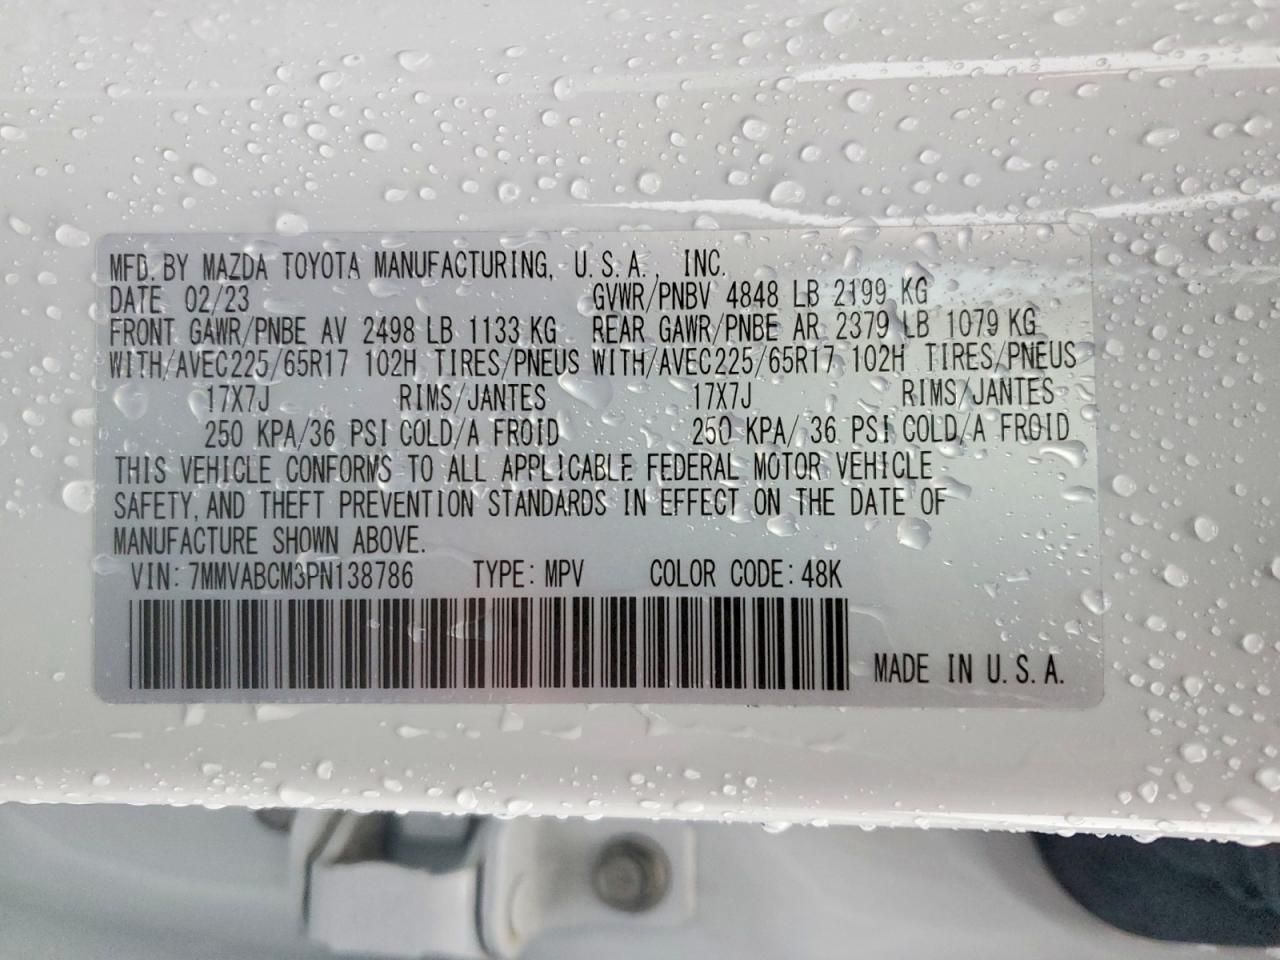 MFD. BY MAZDA TOYOTA MANUFACTURING, U.S.A., INC.
DATE 02/23 GVWR/PNBV 4848 LB 2199 KG
FRONT GAWR/PNBE AV 2498 LB 1133 KG REAR GAWR/PNBE AR 2379 LB 1079 KG
WITH/AVEC225/65R17 102H TIRES/PNEUS WITH/AVEC225/65R17 102H TIRES/PNEUS
17X7J RIMS/JANTES 17X7J RIMS/JANTES
250 KPA/36 PSI COLD/A FROID 250 KPA/ 36 PSI COLD/A FROID
THIS VEHICLE CONFORMS TO ALL APPLICABLE FEDERAL MOTOR VEHICLE
SAFETY, AND THEFT PREVENTION STANDARDS IN EFFECT ON THE DATE OF
MANUFACTURE SHOWN ABOVE.
VIN: 7MMVABCM3PN138786 TYPE: MPV COLOR CODE: 48K
MADE IN U.S.A.